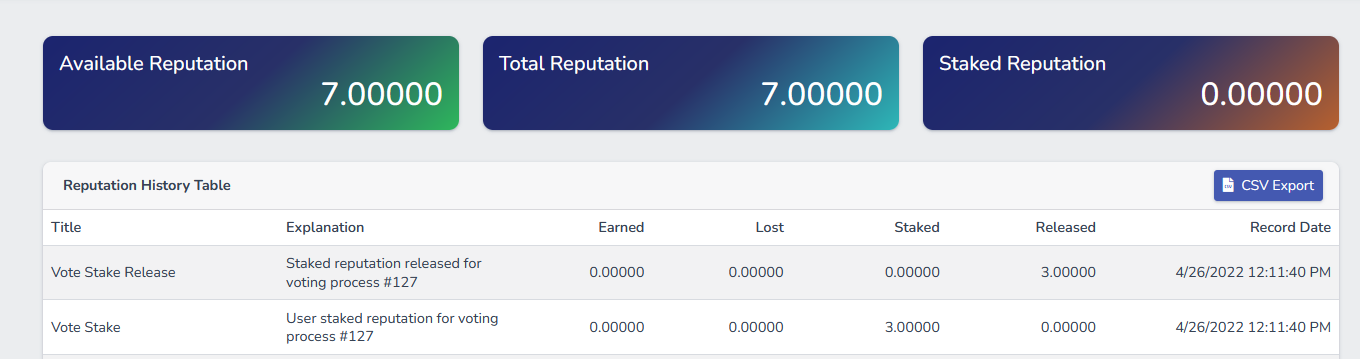 Available Reputation
7.00000
Total Reputation
7.00000
Staked Reputation
0.00000
Reputation History Table
CSV Export
Title Explanation Earned Lost Staked Released Record Date
Vote Stake Release Staked reputation released for voting process #127 0.00000 0.00000 0.00000 3.00000 4/26/2022 12:11:40 PM
Vote Stake User staked reputation for voting process #127 0.00000 0.00000 3.00000 0.00000 4/26/2022 12:11:40 PM